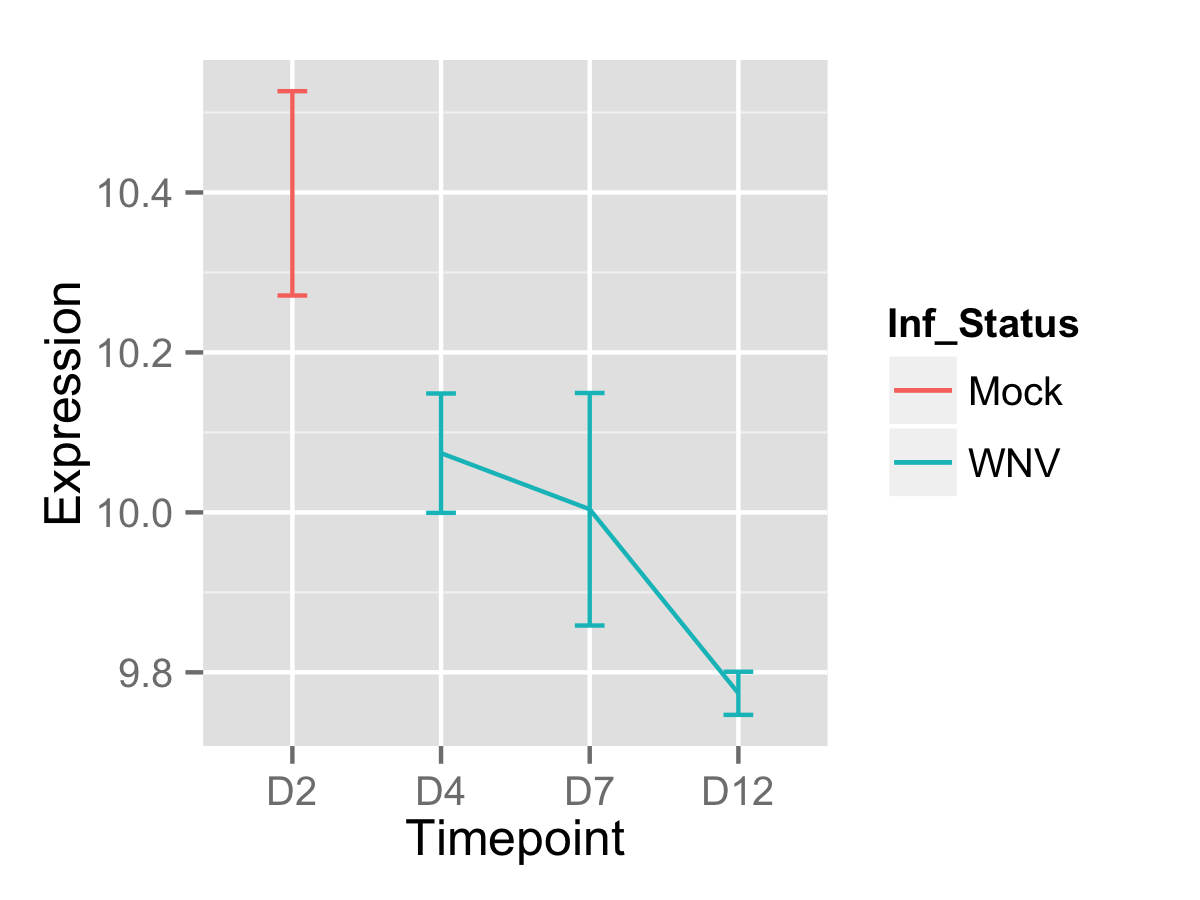 Expression
10.4
10.2
10.0
9.8
D2 D4 D7 D12
Timepoint
Inf_Status
Mock
WNV